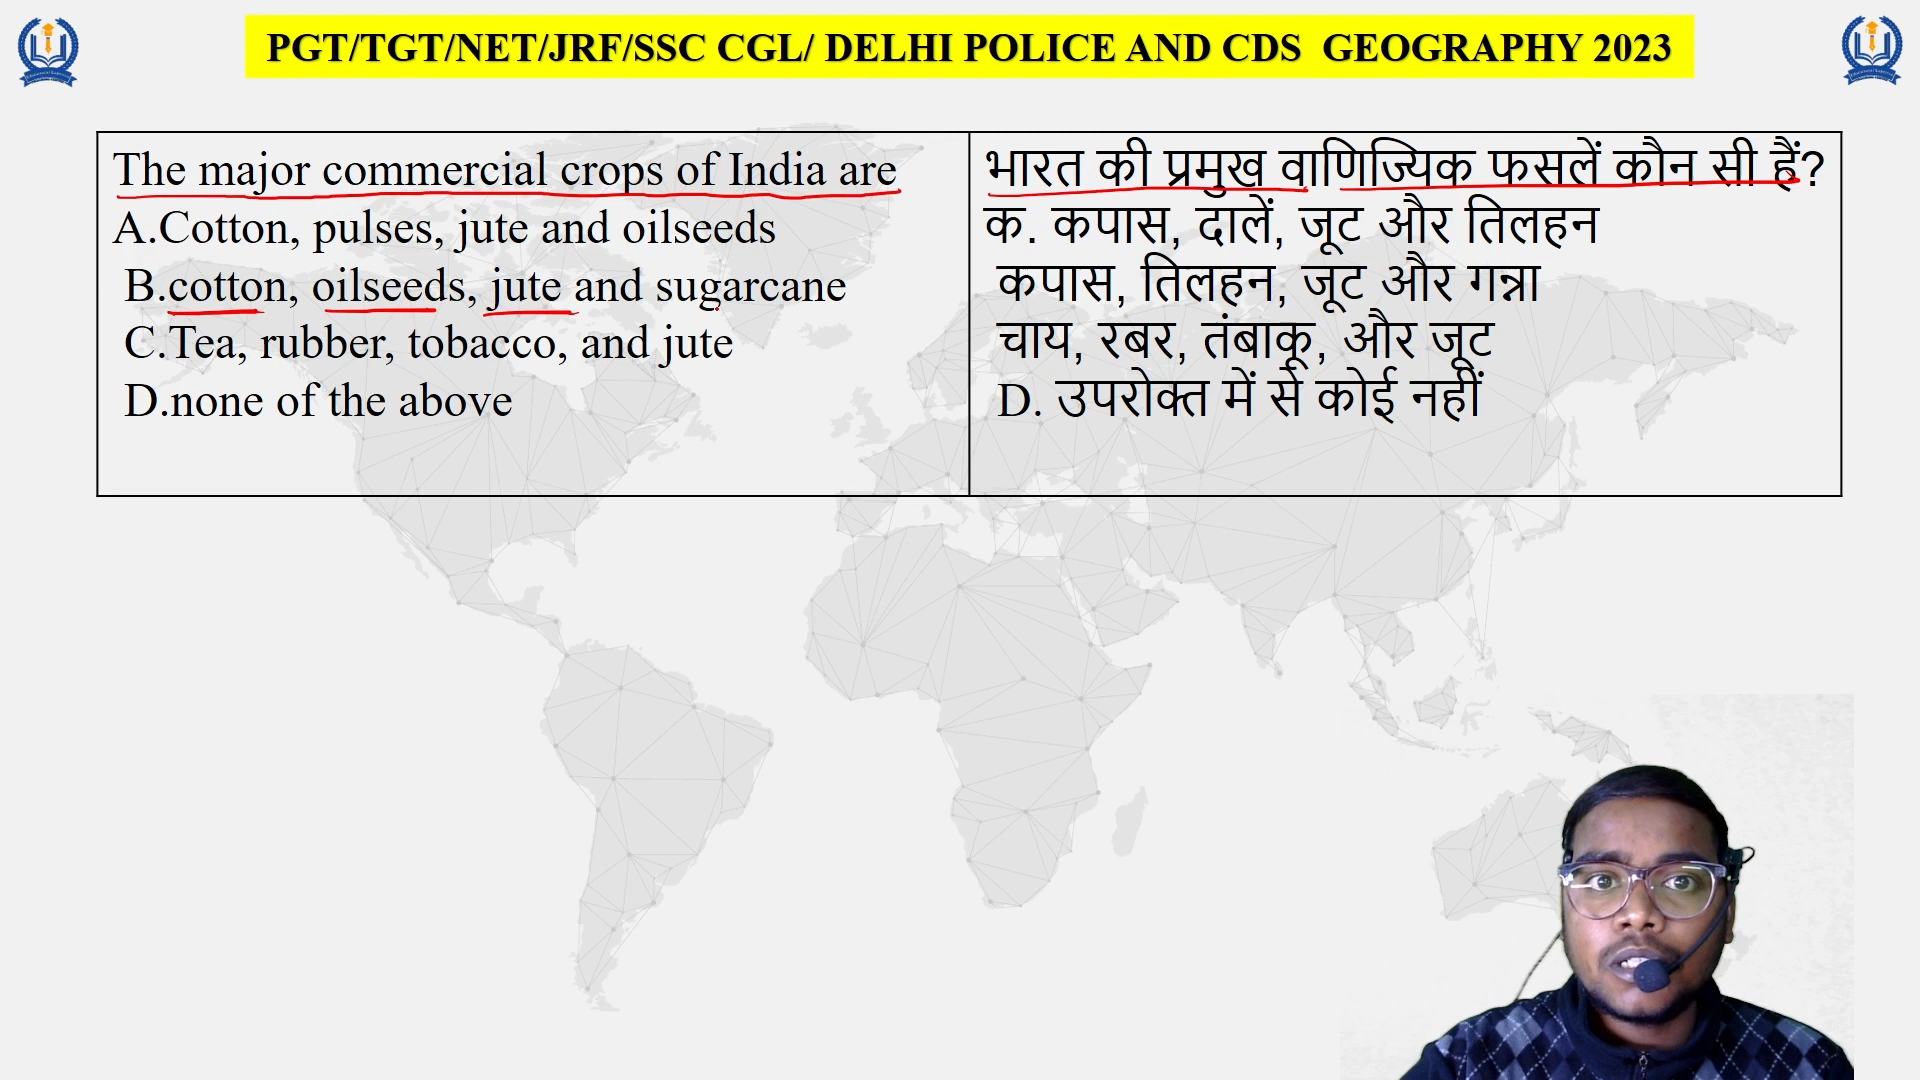 PGT/TGT/NET/JRF/SSC CGL/ DELHI POLICE AND CDS  GEOGRAPHY 2023
The major commercial crops of India are
A.Cotton, pulses, jute and oilseeds
B.cotton, oilseeds, jute and sugarcane
C.Tea, rubber, tobacco, and jute
D.none of the above
भारत की प्रमुख वाणिज्यिक फसलें कौन सी हैं?
क. कपास, दालें, जूट और तिलहन
कपास, तिलहन, जूट और गन्ना
चाय, रबर, तंबाकू, और जूट
D. उपरोक्त में से कोई नहीं